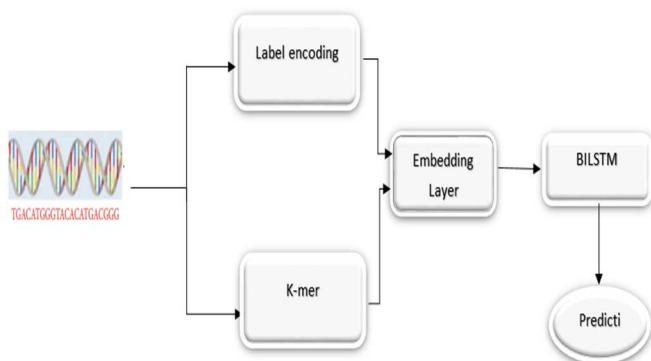 Label encoding
TGACATGGGTACACATGACGGG
Embedding
Layer
BILSTM
K-mer
Predicti